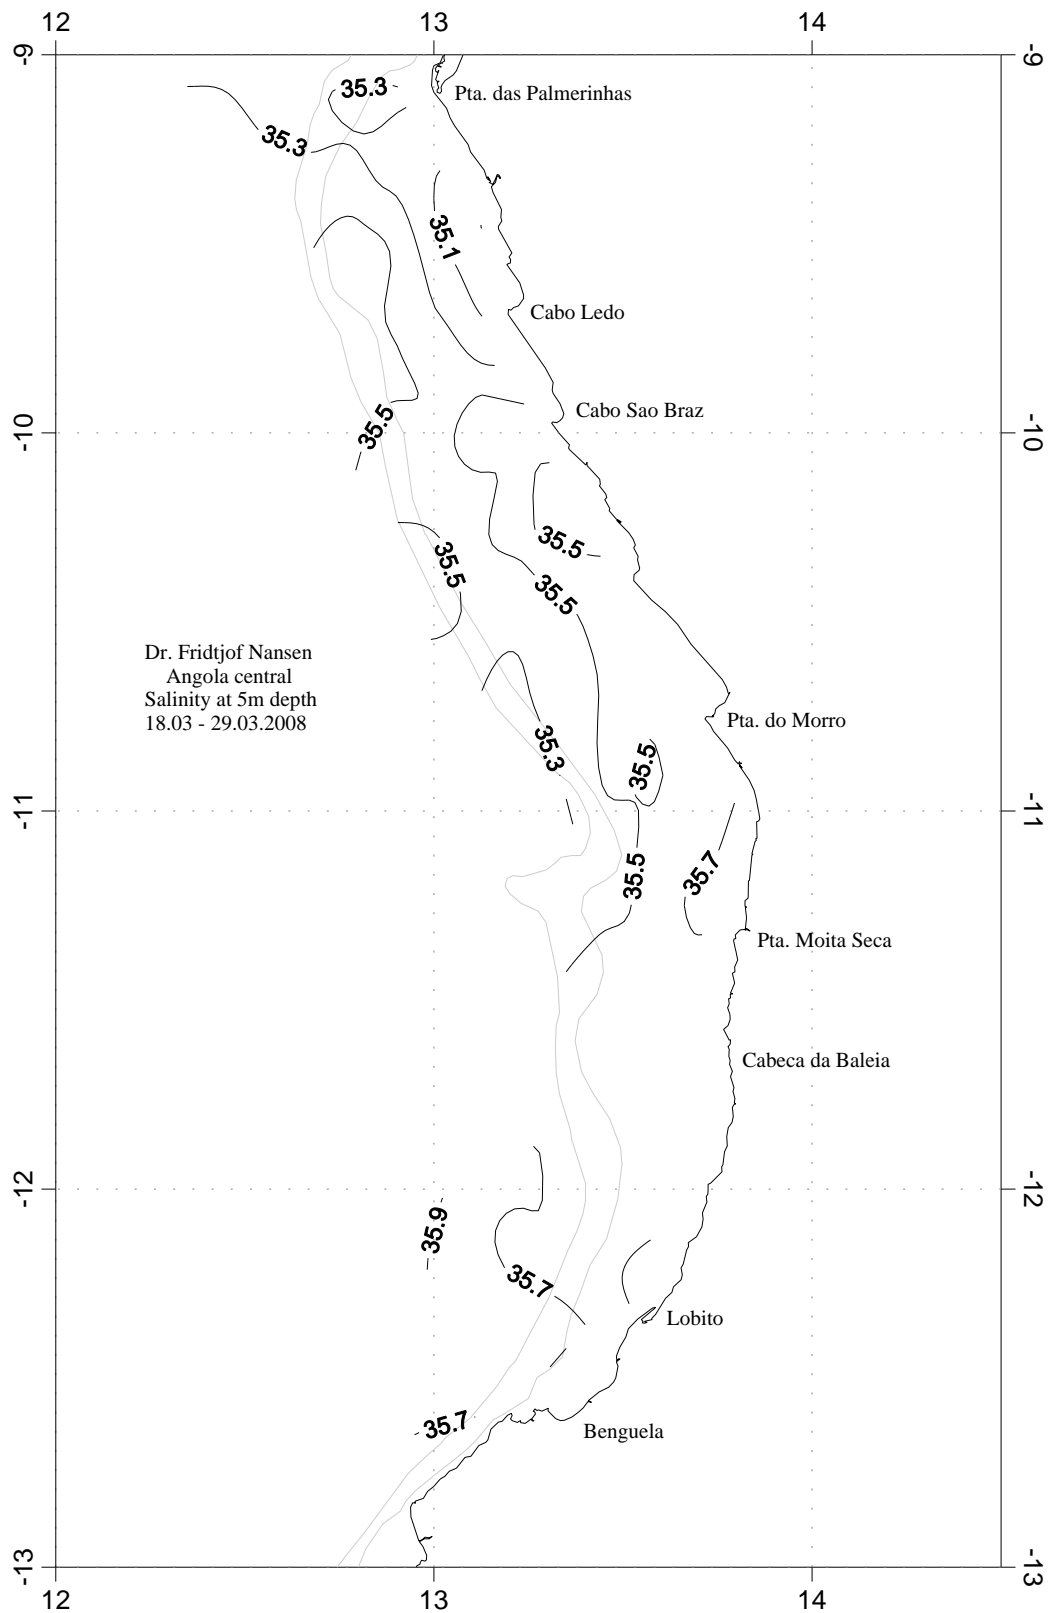 12 13 14
-9 -9
35.3
Pta. das Palmerinhas
35.3
35.1
Cabo Ledo
Cabo Sao Braz
35.5
-10 -10
35.5
35.5
35.5
Dr. Fridtjof Nansen
Angola central
Salinity at 5m depth
18.03 - 29.03.2008
Pta. do Morro
35.3
35.5
-11 -11
35.5
35.7
Pta. Moita Seca
Cabeca da Baleia
-12 -12
35.9
35.7
Lobito
35.7
Benguela
-13 -13
12 13 14